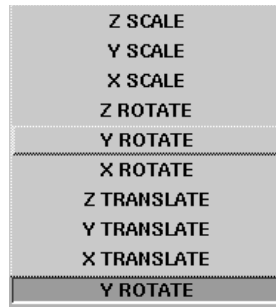 Z SCALE
Y SCALE
X SCALE
Z ROTATE
Y ROTATE
X ROTATE
Z TRANSLATE
Y TRANSLATE
X TRANSLATE
Y ROTATE